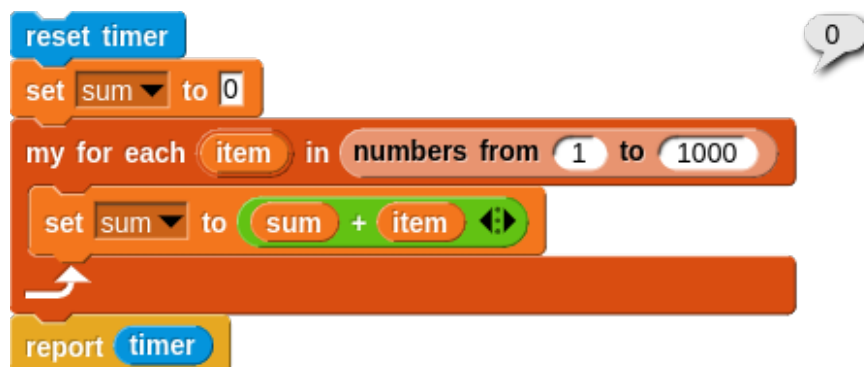 reset timer
0
set sum to 0
my for each item in numbers from 1 to 1000
set sum to sum + item
report timer